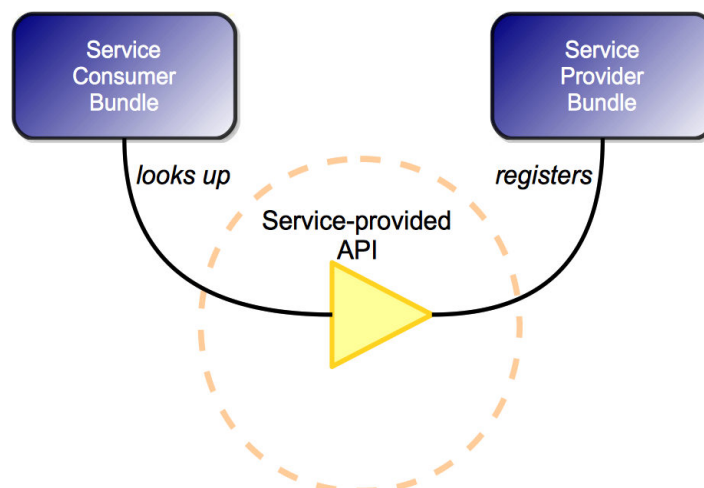 Service
Consumer
Bundle
Service
Provider
Bundle
looks up
registers
Service-provided
API